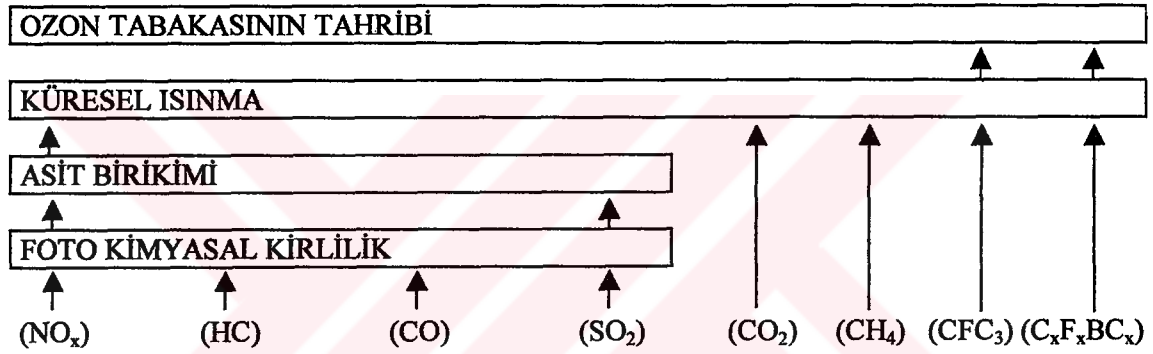 OZON TABAKASININ TAHRİBİ
KÜRESEL ISINMA
ASİT BİRİKİMİ
FOTO KİMYASAL KİRLİLİK
(NOₓ) (HC) (CO) (SO₂) (CO₂) (CH₄) (CFC₃) (CₓFₓBCₓ)